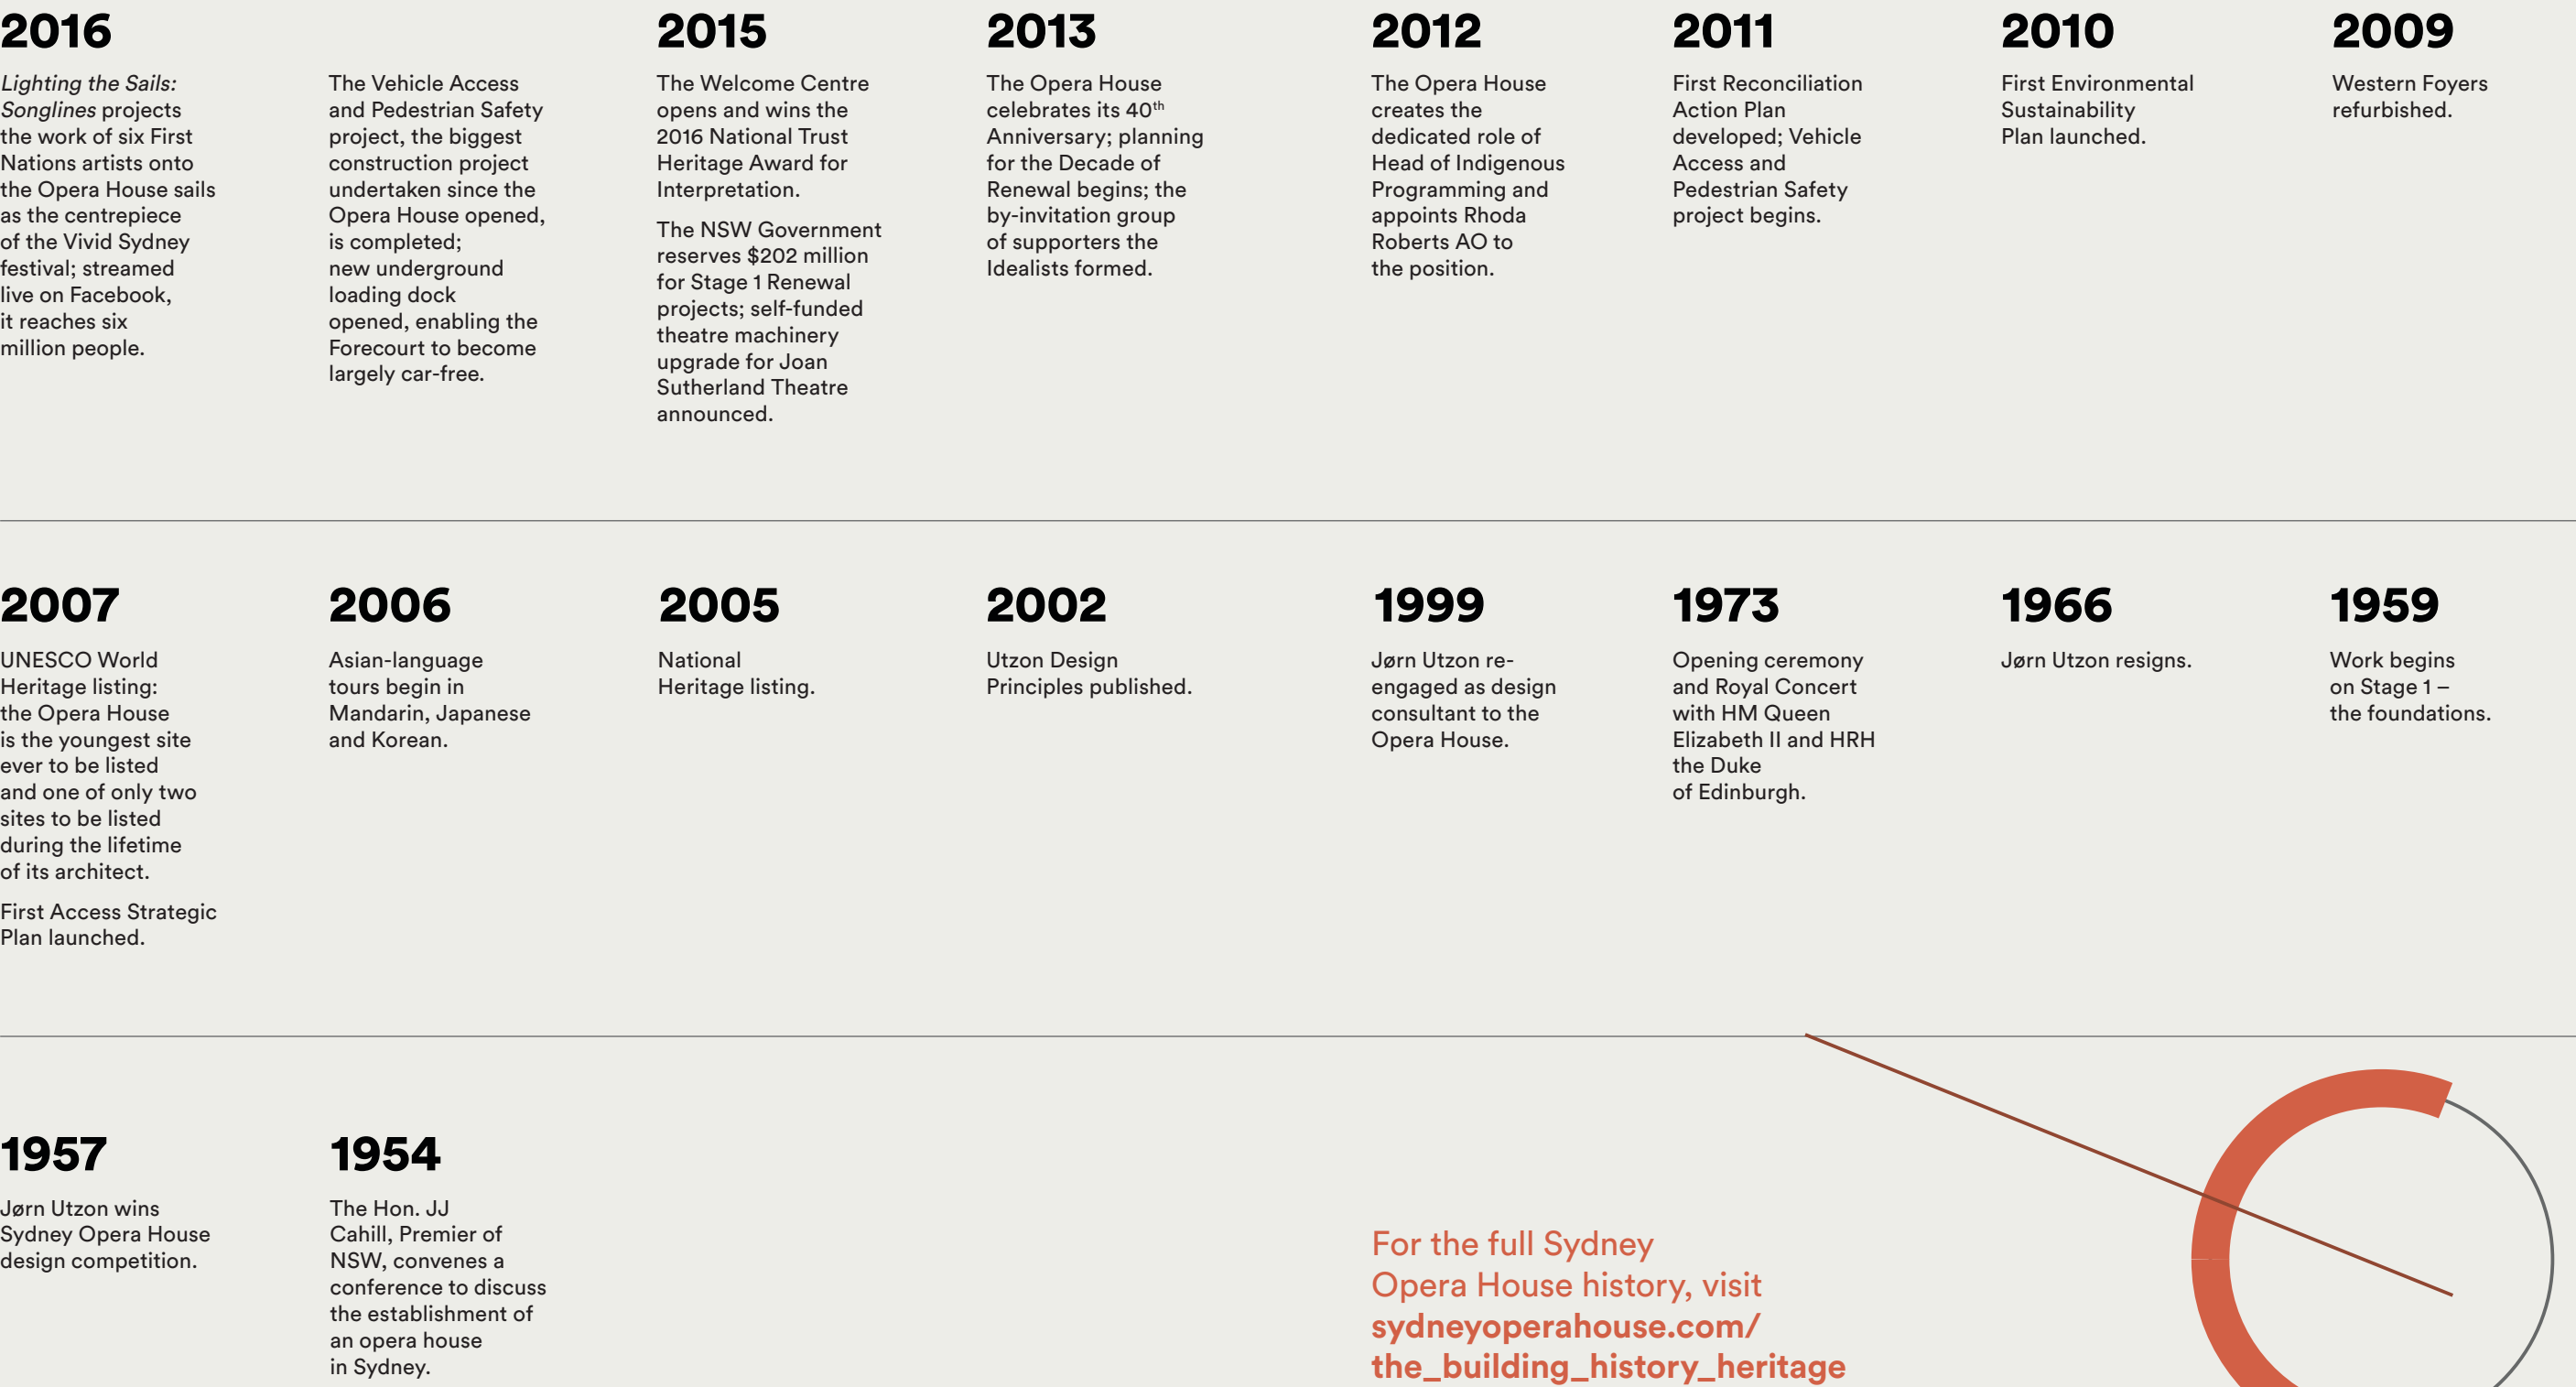 2016
Lighting the Sails:
Songlines projects
the work of six First
Nations artists onto
the Opera House sails
as the centrepiece
of the Vivid Sydney
festival; streamed
live on Facebook,
it reaches six
million people.
The Vehicle Access
and Pedestrian Safety
project, the biggest
construction project
undertaken since the
Opera House opened,
is completed;
new underground
loading dock
opened, enabling the
Forecourt to become
largely car-free.
2015
The Welcome Centre
opens and wins the
2016 National Trust
Heritage Award for
Interpretation.
The NSW Government
reserves $202 million
for Stage 1 Renewal
projects; self-funded
theatre machinery
upgrade for Joan
Sutherland Theatre
announced.
2013
The Opera House
celebrates its 40th
Anniversary; planning
for the Decade of
Renewal begins; the
by-invitation group
of supporters the
Idealists formed.
2012
The Opera House
creates the
dedicated role of
Head of Indigenous
Programming and
appoints Rhoda
Roberts AO to
the position.
2011
First Reconciliation
Action Plan
developed; Vehicle
Access and
Pedestrian Safety
project begins.
2010
First Environmental
Sustainability
Plan launched.
2009
Western Foyers
refurbished.
2007
UNESCO World
Heritage listing:
the Opera House
is the youngest site
ever to be listed
and one of only two
sites to be listed
during the lifetime
of its architect.
First Access Strategic
Plan launched.
2006
Asian-language
tours begin in
Mandarin, Japanese
and Korean.
2005
National
Heritage listing.
2002
Utzon Design
Principles published.
1999
Jørn Utzon re-
engaged as design
consultant to the
Opera House.
1973
Opening ceremony
and Royal Concert
with HM Queen
Elizabeth II and HRH
the Duke
of Edinburgh.
1966
Jørn Utzon resigns.
1959
Work begins
on Stage 1 –
the foundations.
1957
Jørn Utzon wins
Sydney Opera House
design competition.
1954
The Hon. JJ
Cahill, Premier of
NSW, convenes a
conference to discuss
the establishment of
an opera house
in Sydney.
For the full Sydney
Opera House history, visit
sydneyoperahouse.com/
the_building_history_heritage